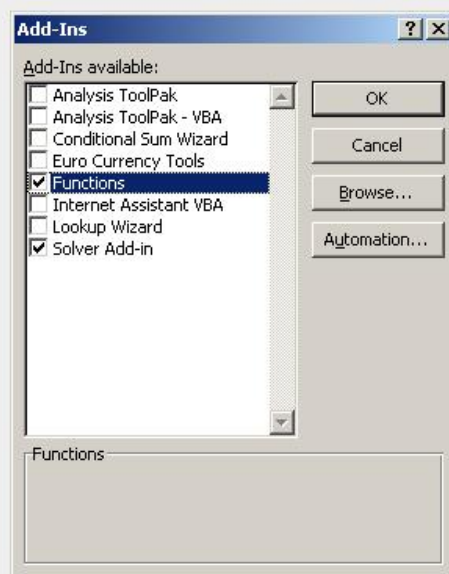 Add-Ins
Add-Ins available:
Analysis ToolPak
Analysis ToolPak - VBA
Conditional Sum Wizard
Euro Currency Tools
Functions
Internet Assistant VBA
Lookup Wizard
Solver Add-in
OK
Cancel
Browse...
Automation...
Functions